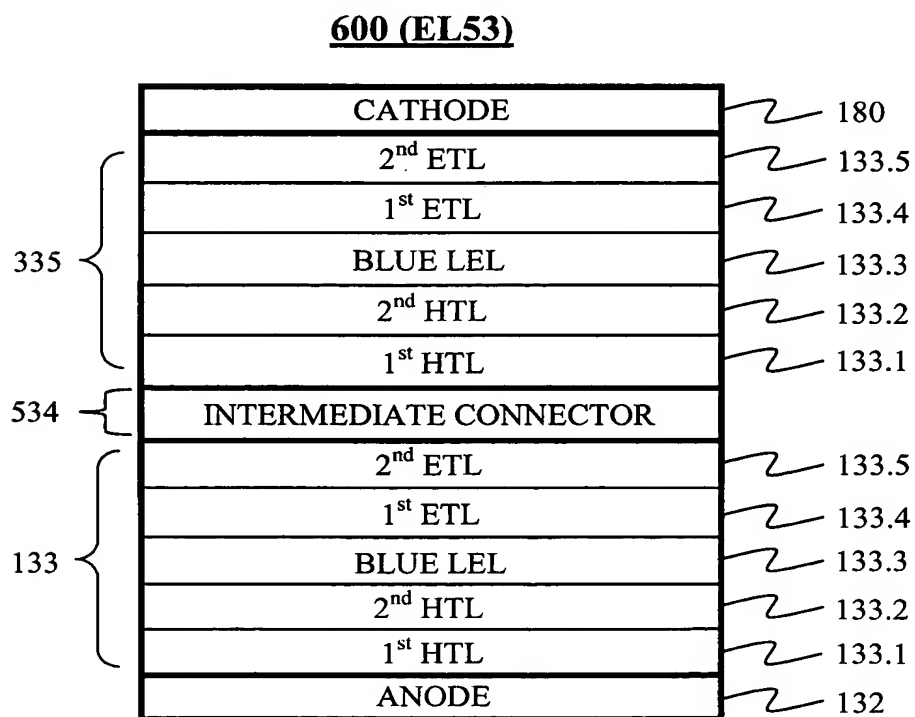 600 (EL53)
CATHODE 180
2nd ETL 133.5
1st ETL 133.4
335 BLUE LEL 133.3
2nd HTL 133.2
1st HTL 133.1
534 INTERMEDIATE CONNECTOR
2nd ETL 133.5
1st ETL 133.4
133 BLUE LEL 133.3
2nd HTL 133.2
1st HTL 133.1
ANODE 132